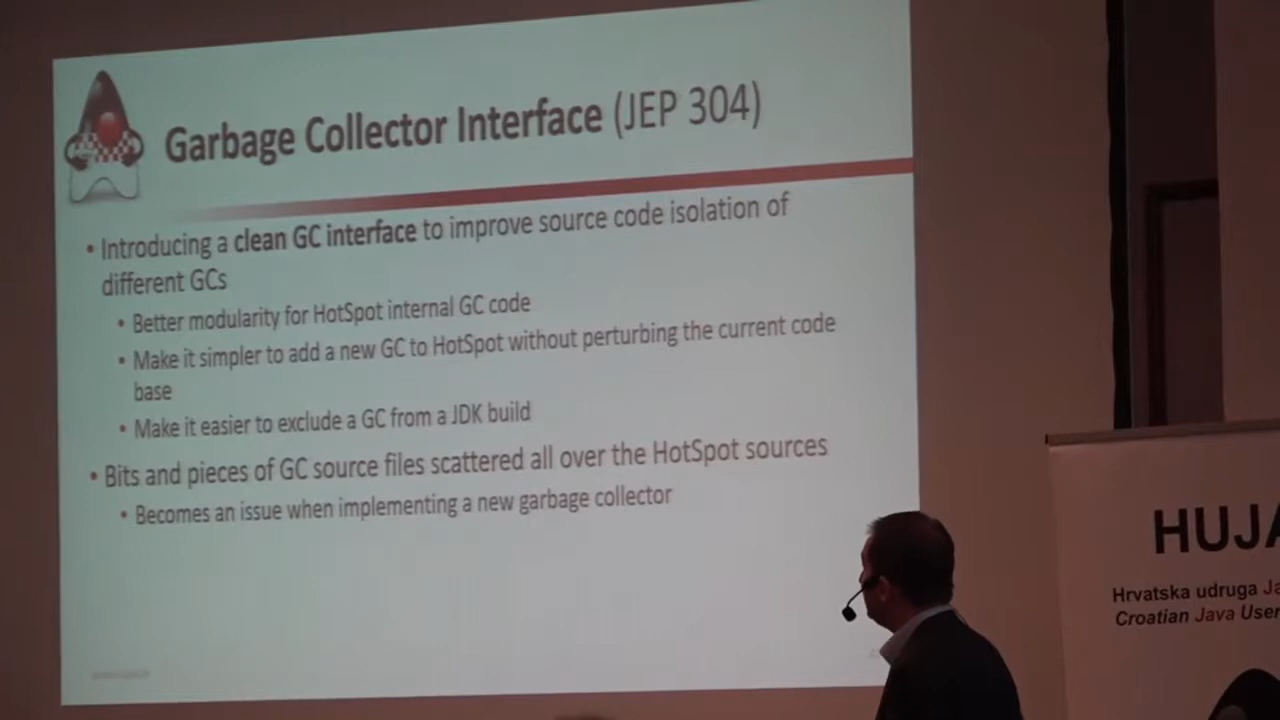 Garbage Collector Interface (JEP 304)
• Introducing a clean GC interface to improve source code isolation of
different GCs
• Better modularity for HotSpot internal GC code
• Make it simpler to add a new GC to HotSpot without perturbing the current code
base
• Make it easier to exclude a GC from a JDK build
• Bits and pieces of GC source files scattered all over the HotSpot sources
• Becomes an issue when implementing a new garbage collector
HUJA
Hrvatska udruga Ja
Croatian Java User